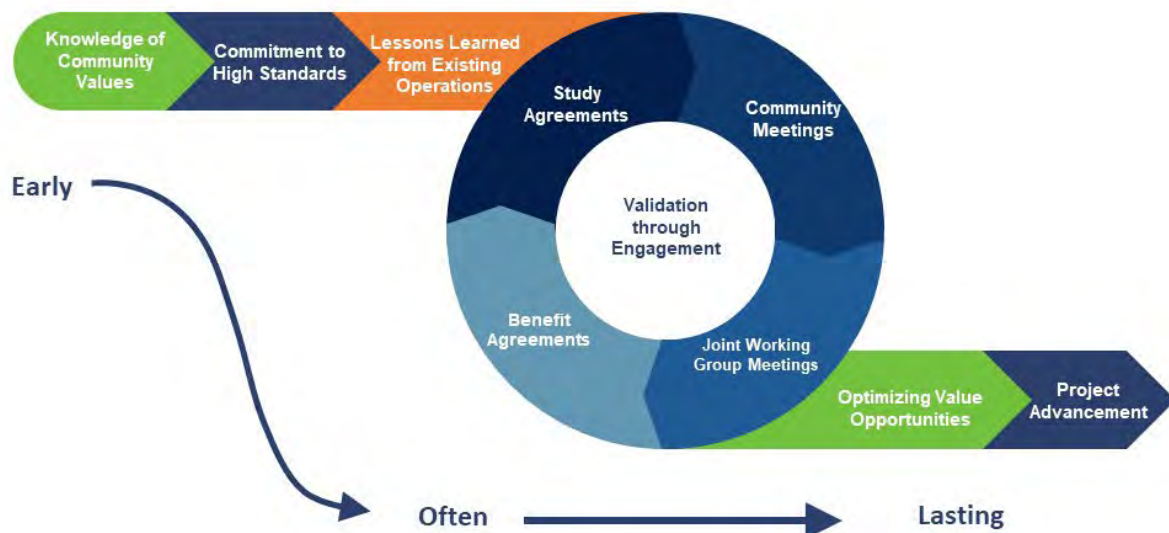 Knowledge of
Community
Values
Commitment to
High Standards
Lessons Learned
from Existing
Operations
Study
Agreements
Community
Meetings
Early
Validation
through
Engagement
Benefit
Agreements
Joint Working
Group Meetings
Optimizing Value
Opportunities
Project
Advancement
Often
Lasting